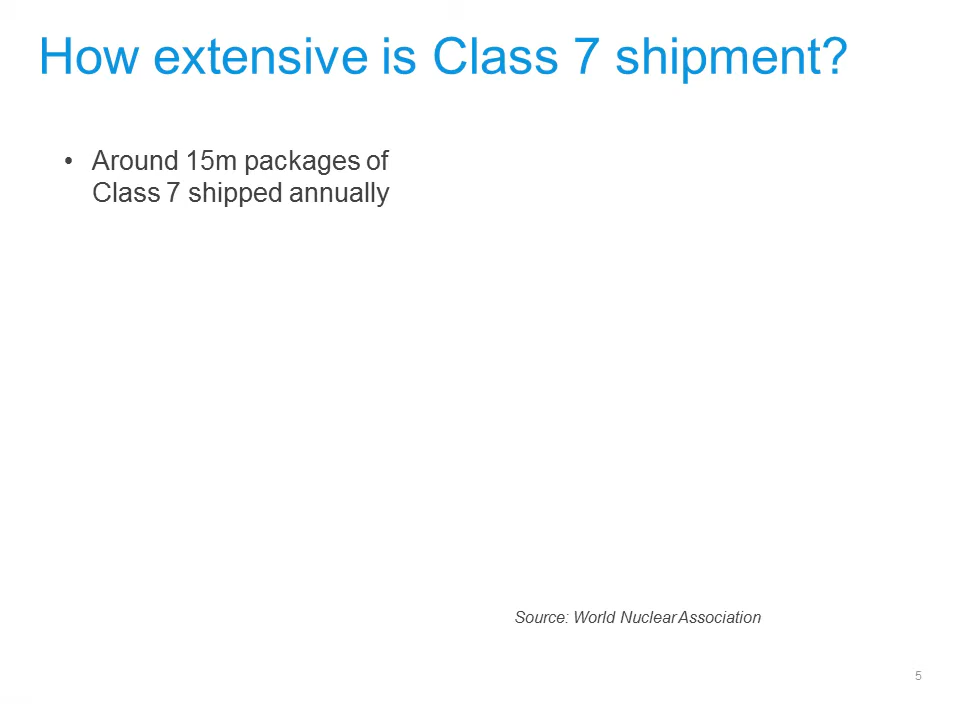 How extensive is Class 7 shipment?
• Around 15m packages of
Class 7 shipped annually
Source: World Nuclear Association
5